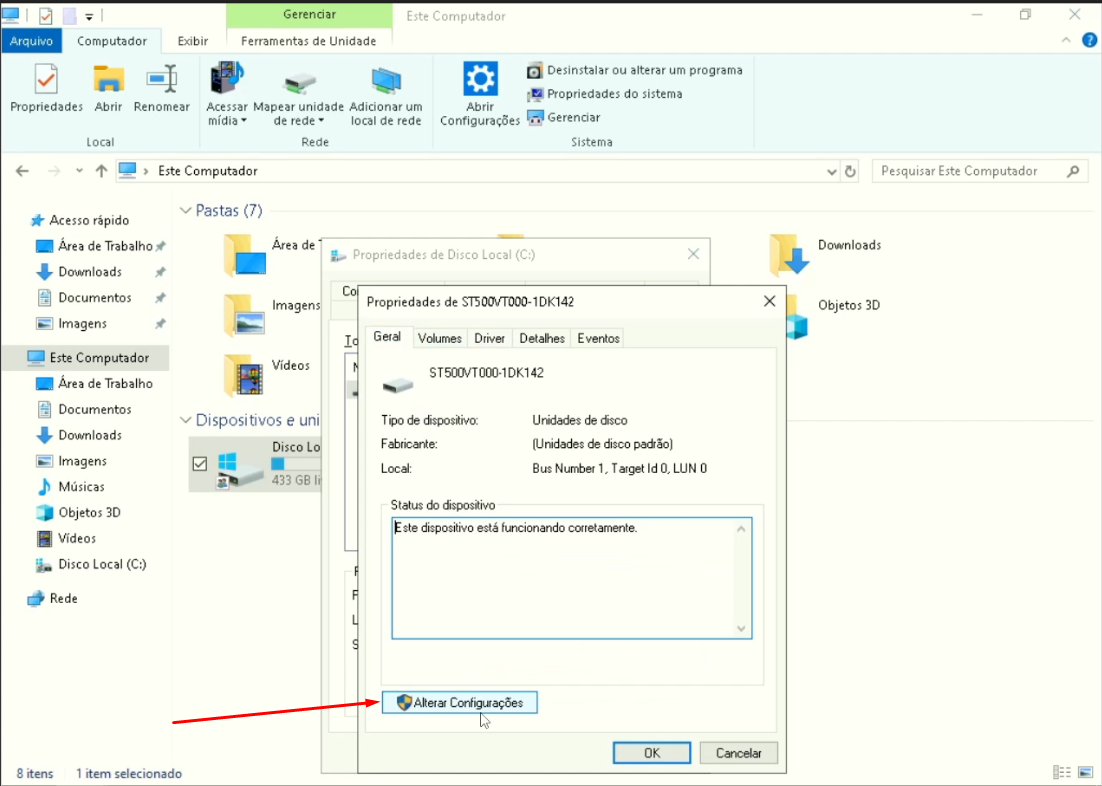 Gerenciar
Este Computador
Arquivo
Computador
Exibir
Ferramentas de Unidade
Propriedades
Abrir
Renomear
Acessar
mídia
Mapear unidade
de rede
Adicionar um
local de rede
Abrir
Configurações
Desinstalar ou alterar um programa
Propriedades do sistema
Gerenciar
Local
Rede
Sistema
Este Computador
Pesquisar Este Computador
Acesso rápido
Área de Trabalho
Downloads
Documentos
Imagens
Este Computador
Área de Trabalho
Documentos
Downloads
Imagens
Músicas
Objetos 3D
Vídeos
Disco Local (C:)
Rede
Pastas (7)
Área de
Imagens
Vídeos
Downloads
Objetos 3D
Dispositivos e uni
Disco Lo
433 GB li
Propriedades de Disco Local (C:)
Propriedades de ST500VT000-1DK142
Geral
Volumes
Driver
Detalhes
Eventos
ST500VT000-1DK142
Tipo de dispositivo: Unidades de disco
Fabricante: (Unidades de disco padrão)
Local: Bus Number 1, Target Id 0, LUN 0
Status do dispositivo
Este dispositivo está funcionando corretamente.
Alterar Configurações
OK
Cancelar
8 itens
1 item selecionado